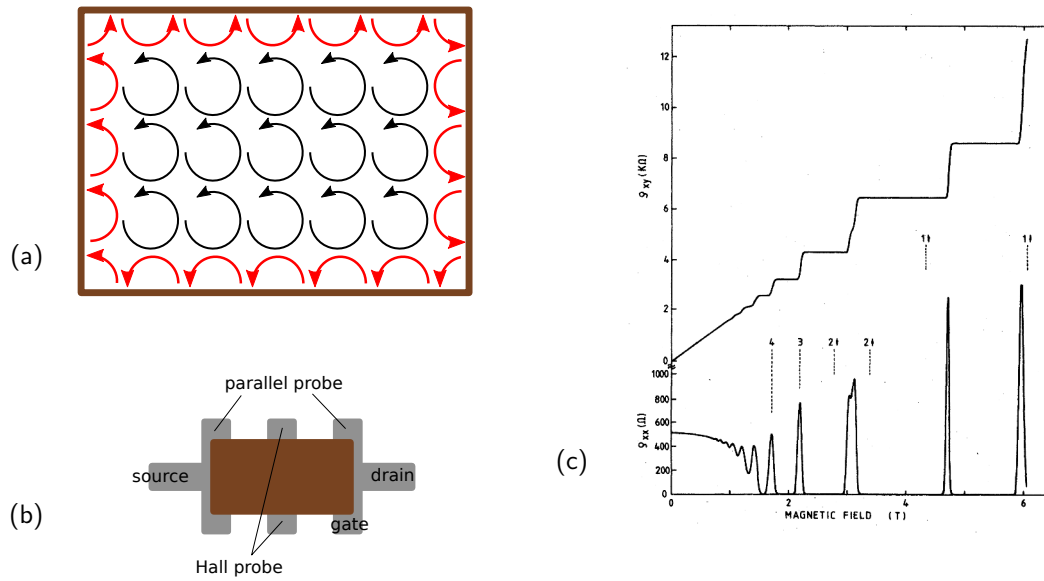 (a)
parallel probe
source
drain
gate
Hall probe
(b)
(c)
12
10
8
6
4
2
0
ρxy (KΩ)
1↓
1↑
4
3
2↓
2↑
1000
800
600
400
200
0
ρxx (Ω)
0
2
4
6
MAGNETIC FIELD (T)